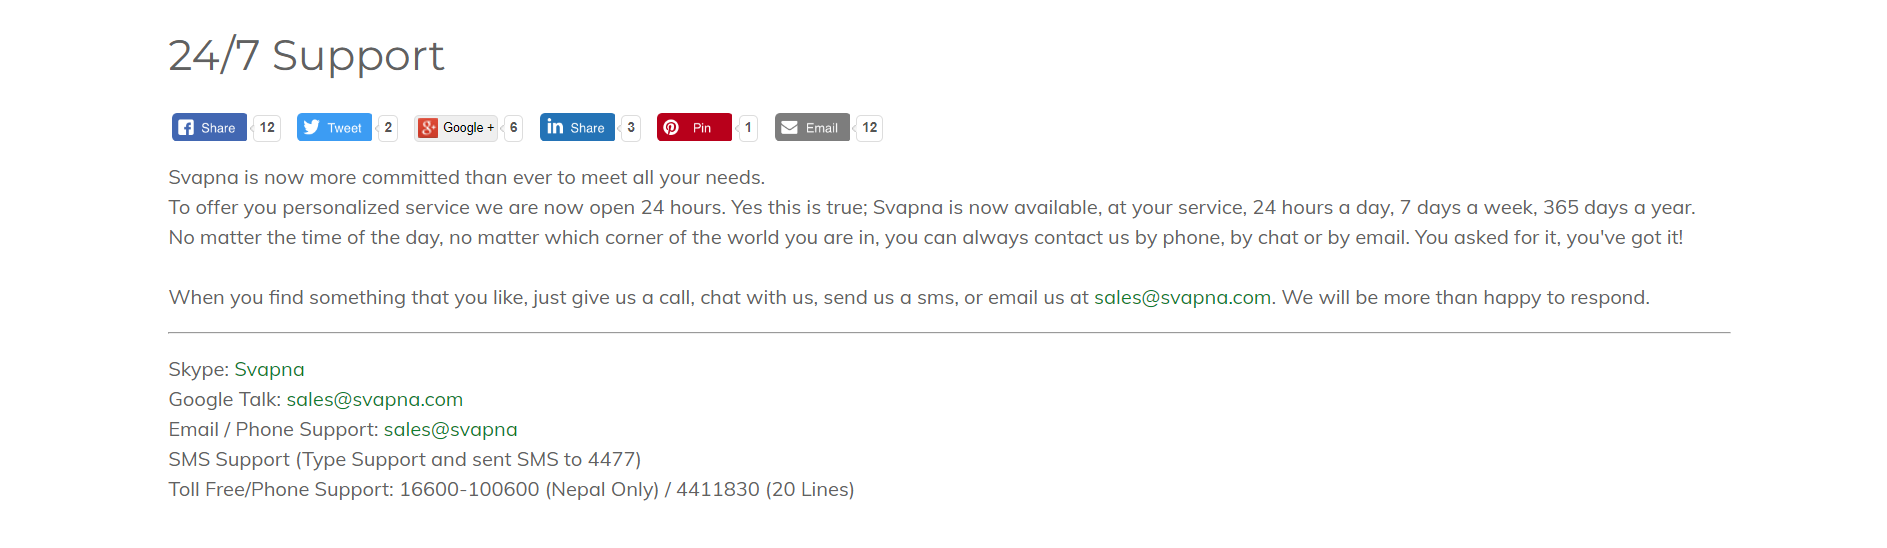 24/7 Support
Share 12 Tweet 2 Google + 6 Share 3 Pin 1 Email 12
Svapna is now more committed than ever to meet all your needs.
To offer you personalized service we are now open 24 hours. Yes this is true; Svapna is now available, at your service, 24 hours a day, 7 days a week, 365 days a year.
No matter the time of the day, no matter which corner of the world you are in, you can always contact us by phone, by chat or by email. You asked for it, you've got it!
When you find something that you like, just give us a call, chat with us, send us a sms, or email us at sales@svapna.com. We will be more than happy to respond.
Skype: Svapna
Google Talk: sales@svapna.com
Email / Phone Support: sales@svapna
SMS Support (Type Support and sent SMS to 4477)
Toll Free/Phone Support: 16600-100600 (Nepal Only) / 4411830 (20 Lines)